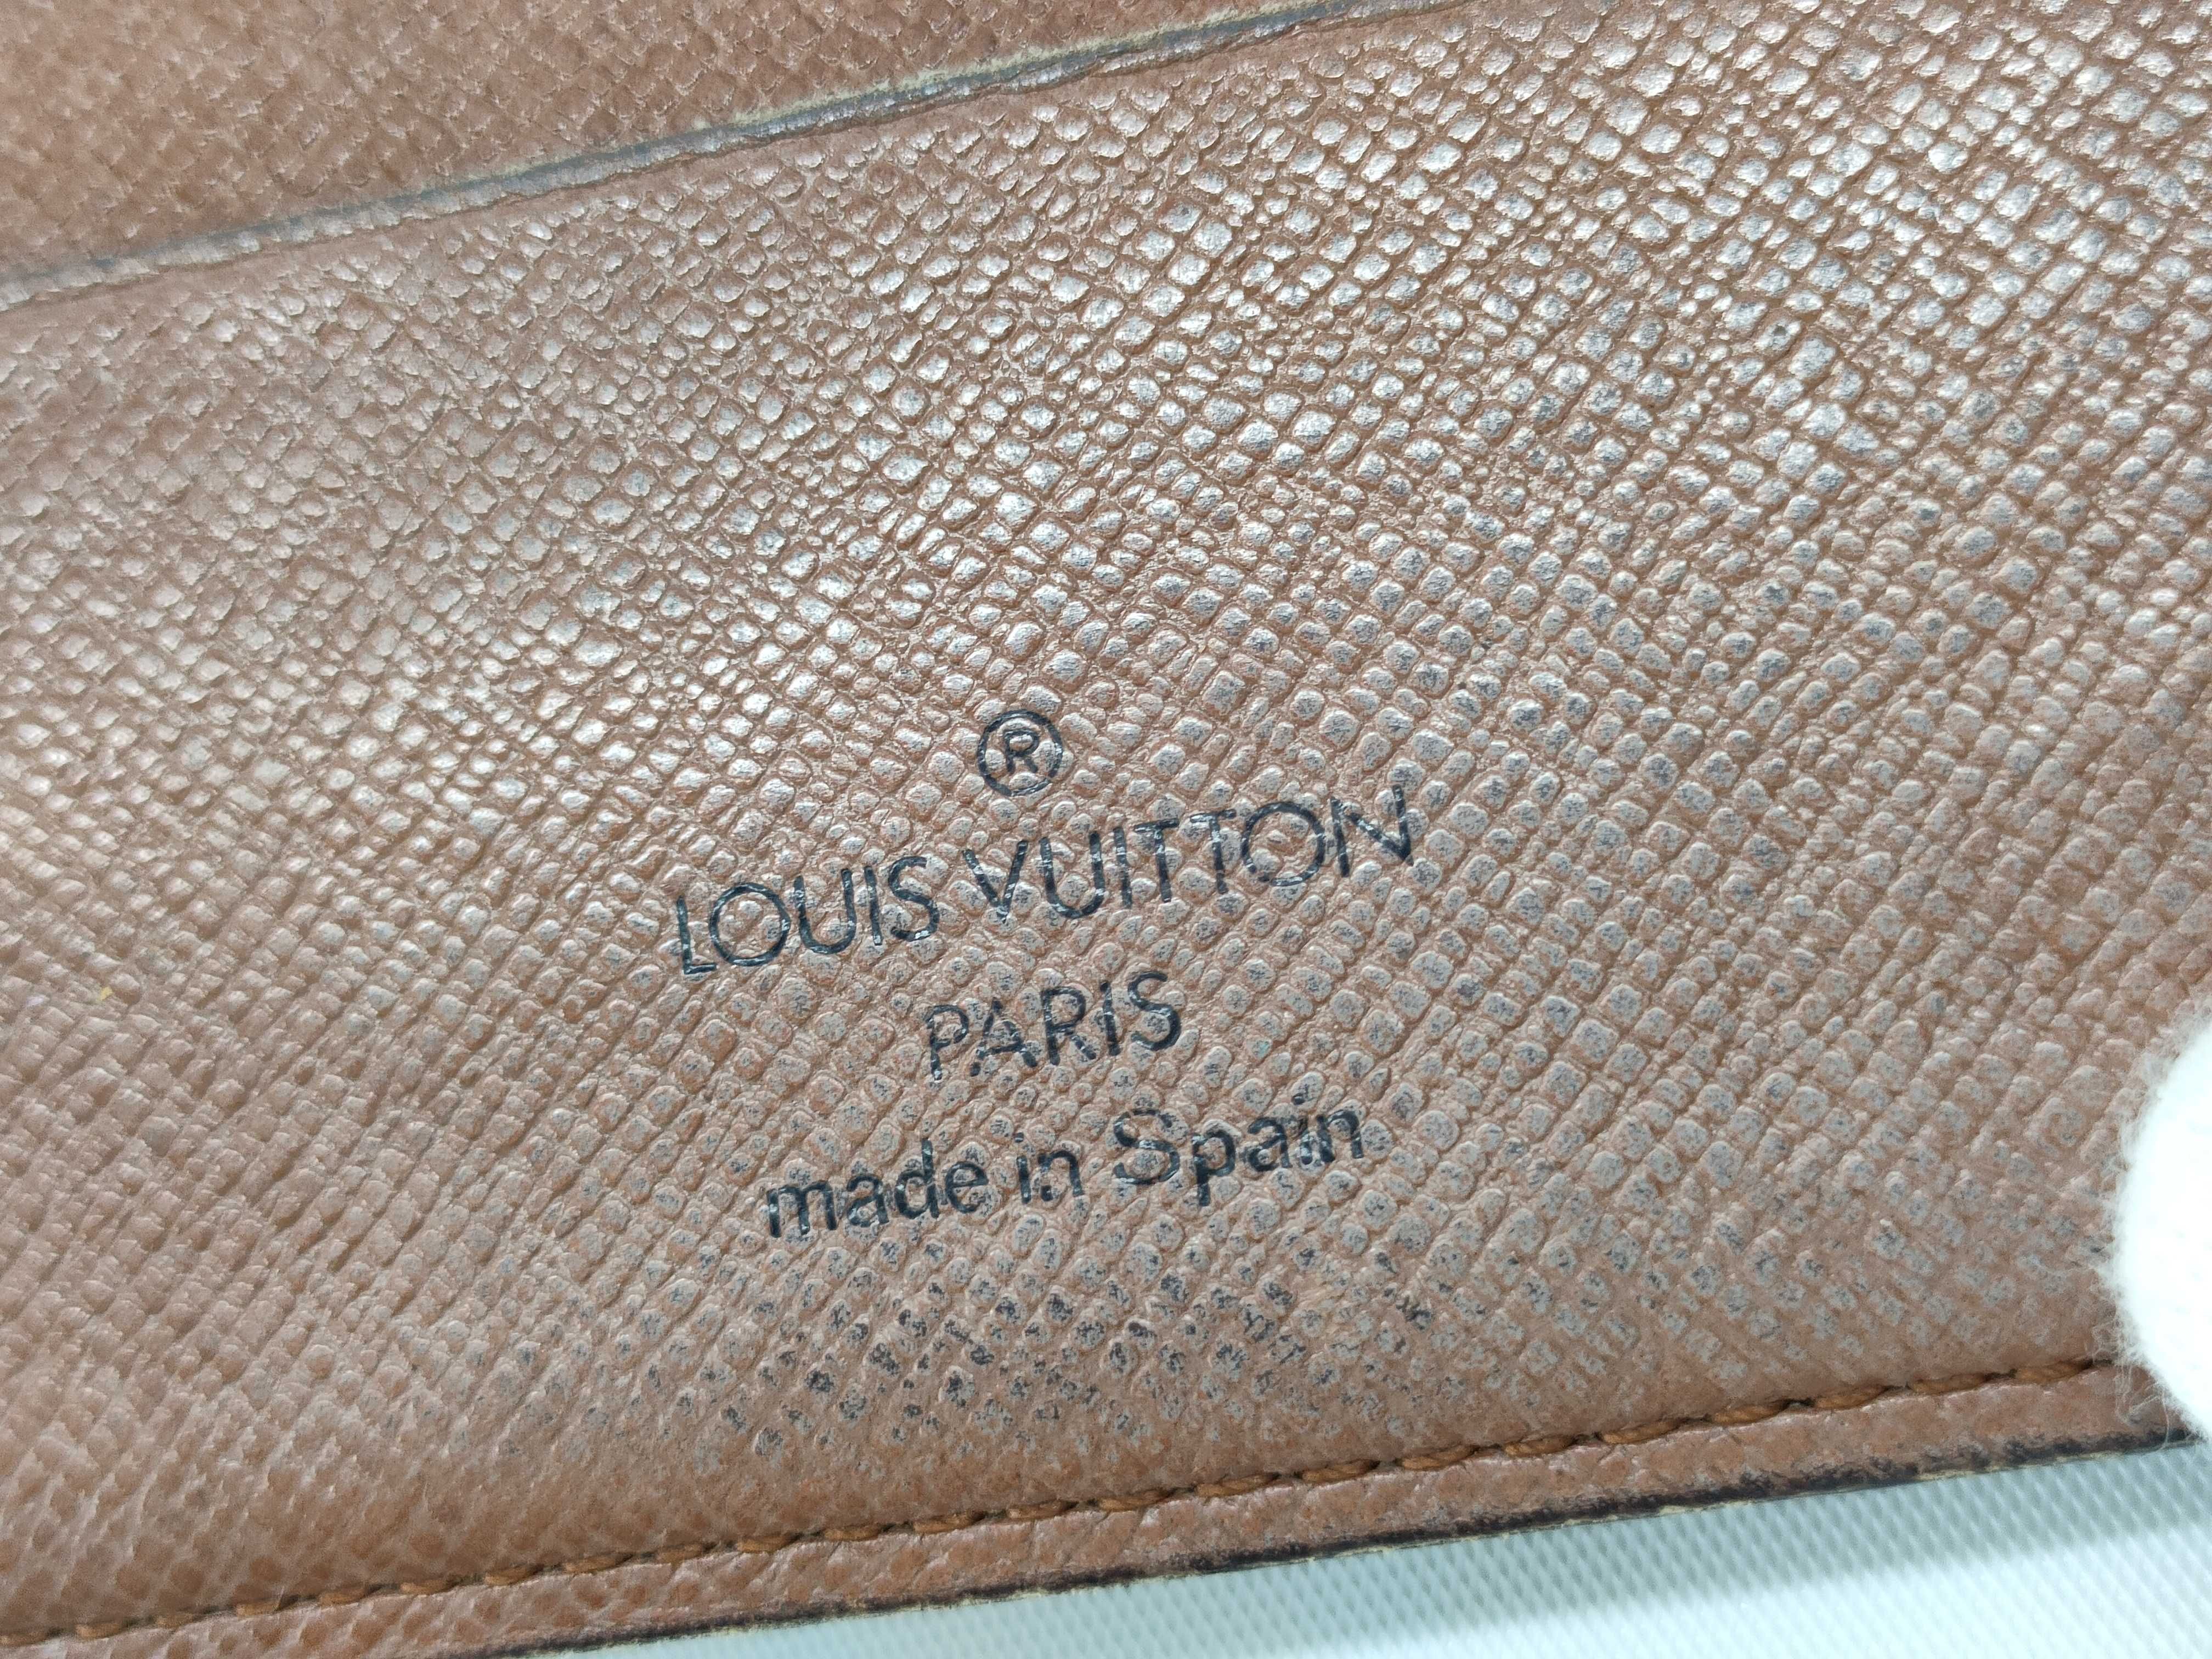 ®
LOUIS VUITTON
PARIS
made in Spain